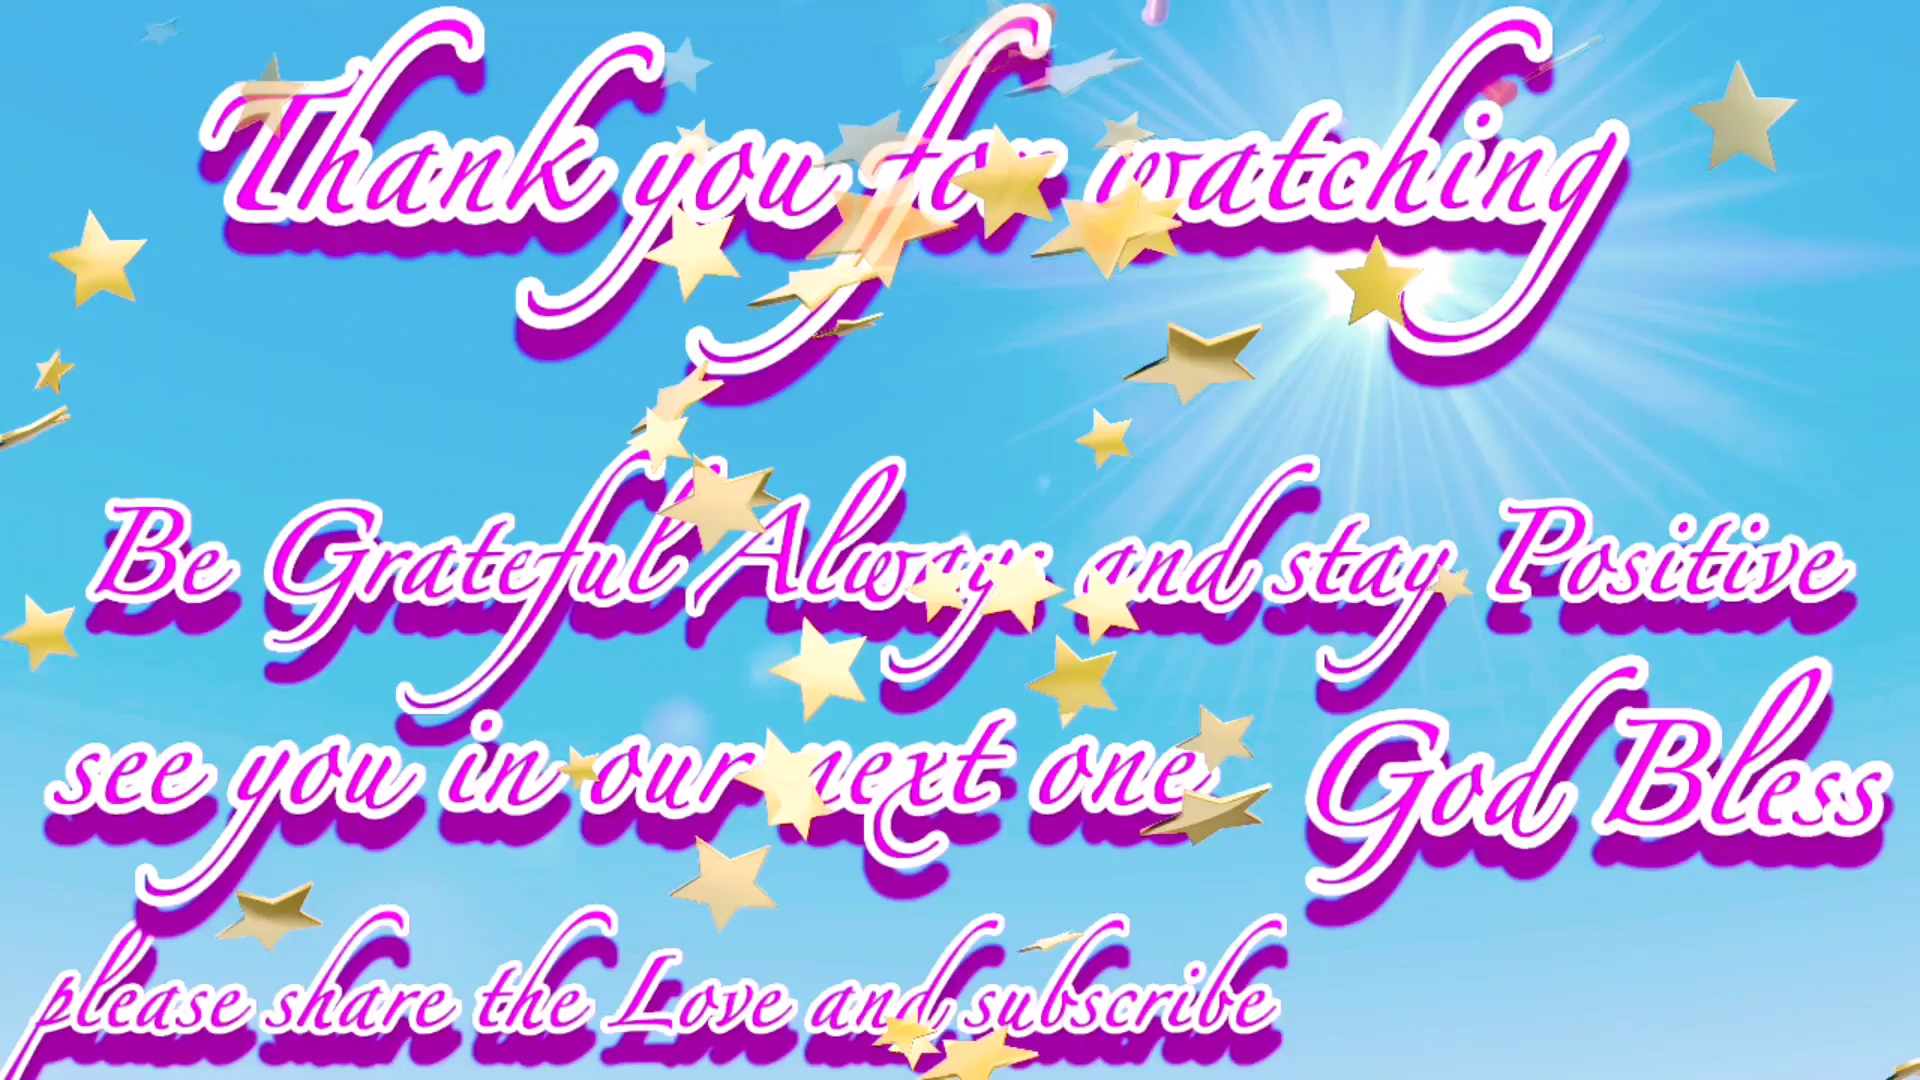 Thank you for watching
Be Grateful Always and stay Positive
see you in our next one God Bless
please share the Love and subscribe